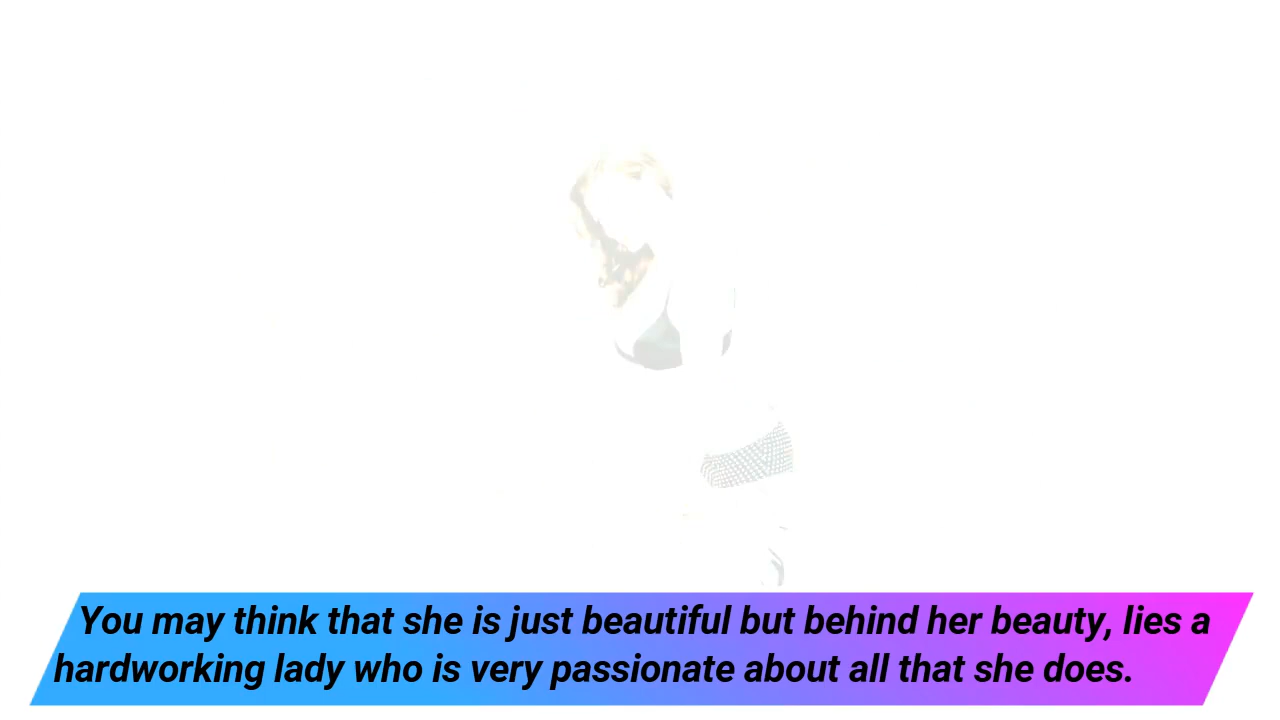 You may think that she is just beautiful but behind her beauty, lies a
hardworking lady who is very passionate about all that she does.